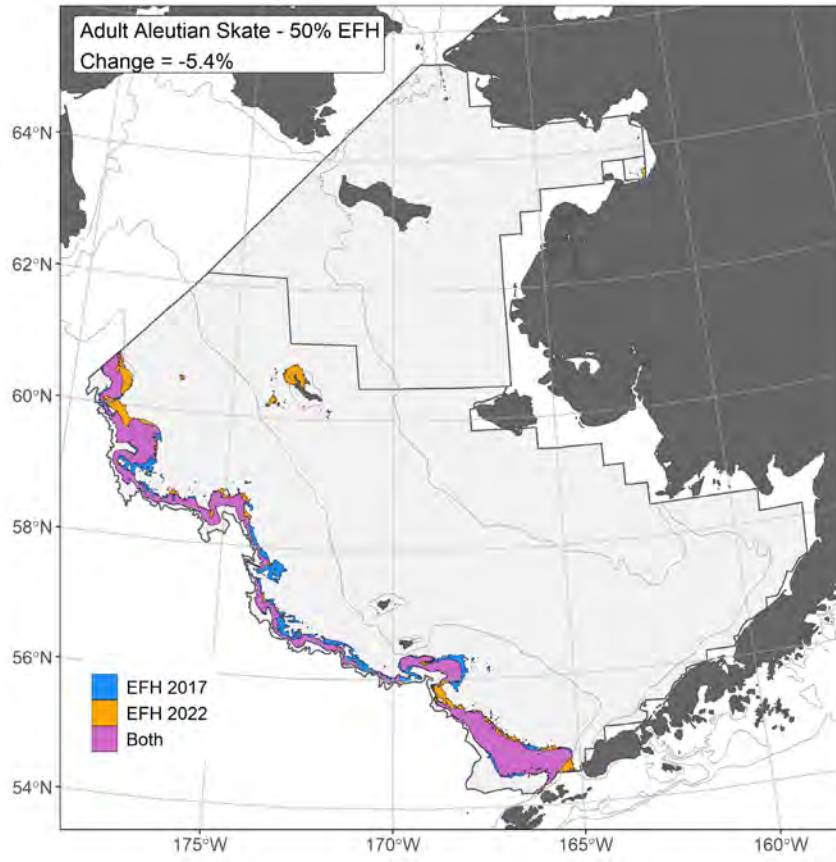 Adult Aleutian Skate - 50% EFH
Change = -5.4%
64°N
62°N
60°N
58°N
56°N
54°N
EFH 2017
EFH 2022
Both
175°W
170°W
165°W
160°W